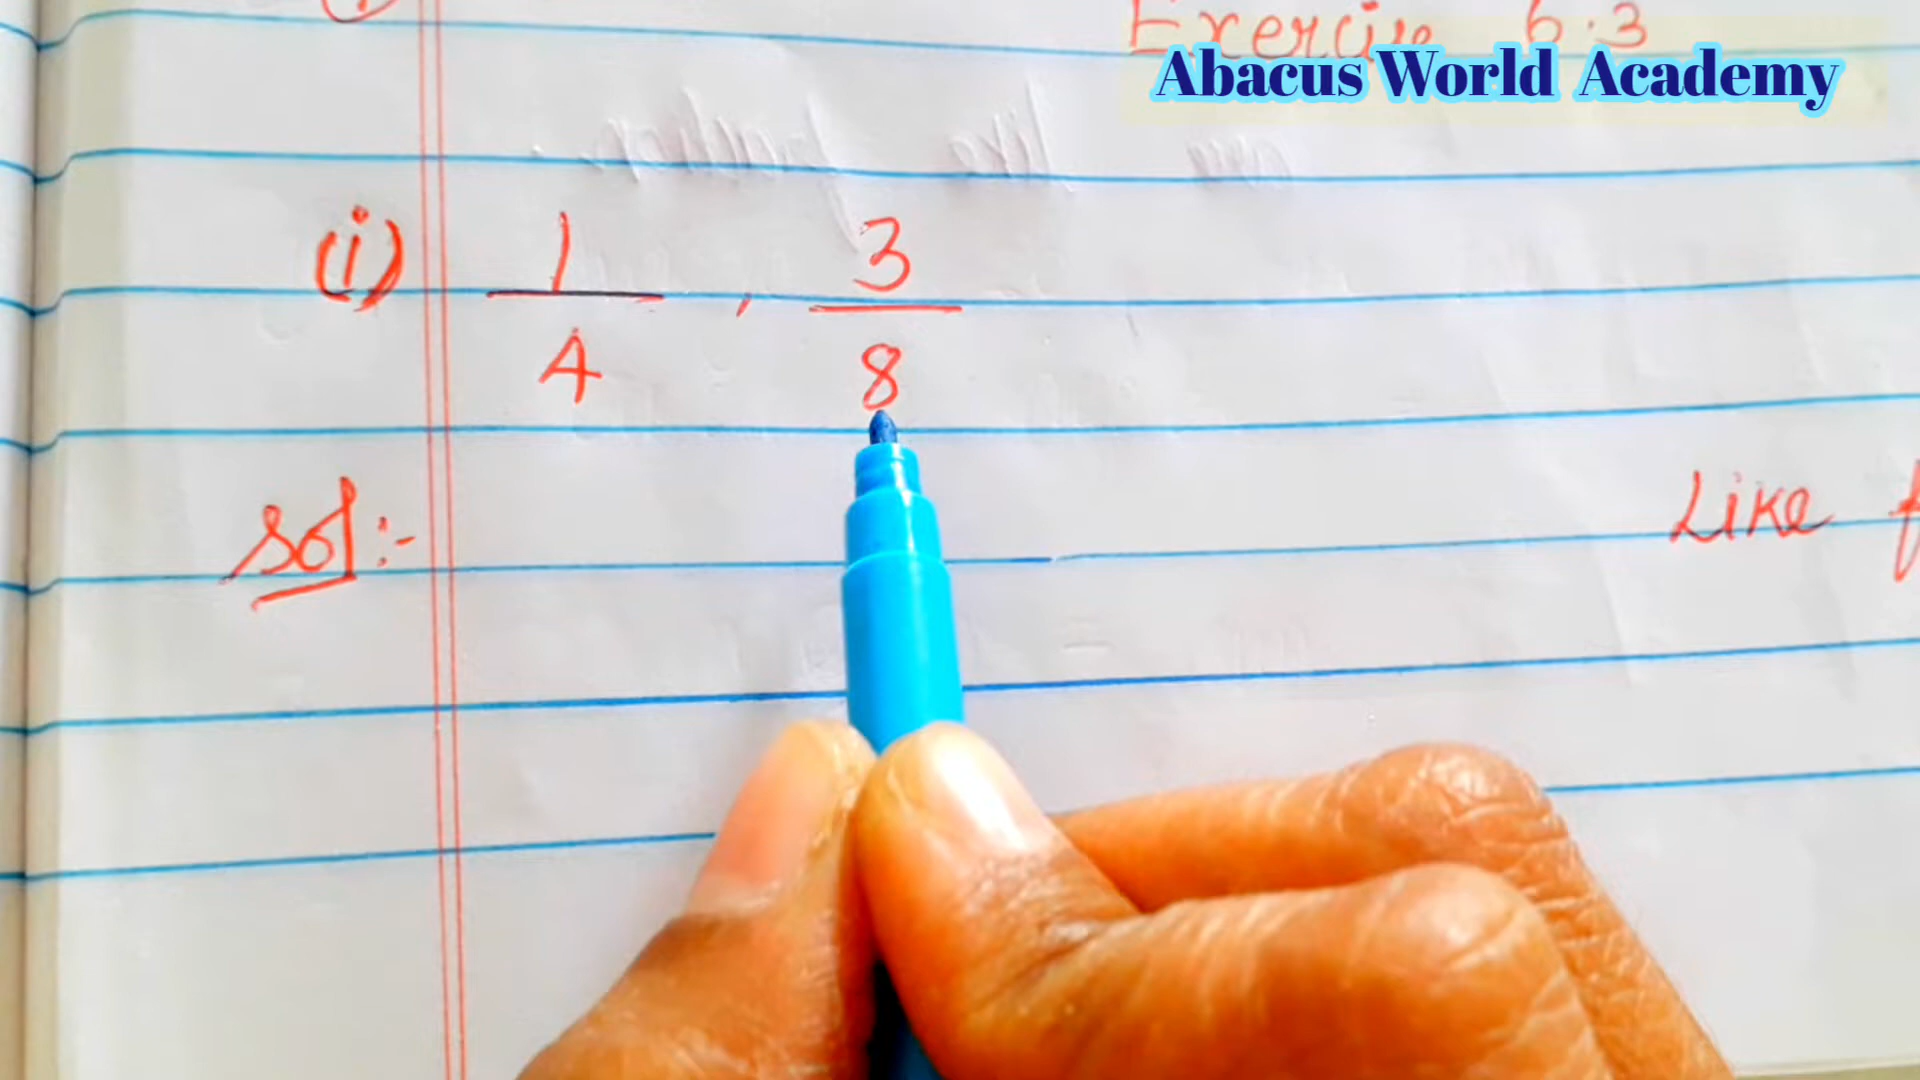 Exercise 6.3
Abacus World Academy
(i) 1/4 , 3/8
Sol:-
Like